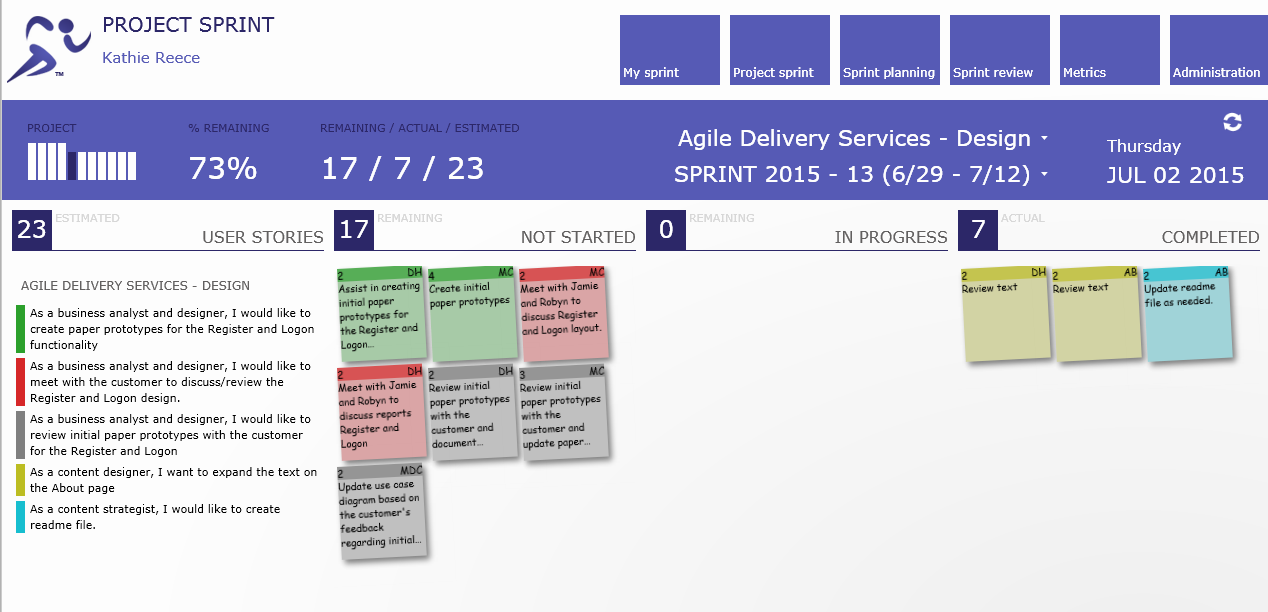 PROJECT SPRINT
Kathie Reece
TM
My sprint
Project sprint
Sprint planning
Sprint review
Metrics
Administration
PROJECT
% REMAINING
73%
REMAINING / ACTUAL / ESTIMATED
17 / 7 / 23
Agile Delivery Services - Design
SPRINT 2015 - 13 (6/29 - 7/12)
Thursday
JUL 02 2015
23
ESTIMATED
USER STORIES
17
REMAINING
NOT STARTED
0
REMAINING
IN PROGRESS
7
ACTUAL
COMPLETED
AGILE DELIVERY SERVICES - DESIGN
As a business analyst and designer, I would like to
create paper prototypes for the Register and Logon
functionality
As a business analyst and designer, I would like to
meet with the customer to discuss/review the
Register and Logon design.
As a business analyst and designer, I would like to
review initial paper prototypes with the customer
for the Register and Logon
As a content designer, I want to expand the text on
the About page
As a content strategist, I would like to create
readme file.
2 DH
Assist in creating
initial paper
prototypes for
the Register and
Logon...
4 MC
Create initial
paper prototypes
2 MC
Meet with Jamie
and Robyn to
discuss Register
and Logon layout.
2 DH
Meet with Jamie
and Robyn to
discuss reports
Register and
Logon
2 DH
Review initial
paper prototypes
with the
customer and
document...
3 MC
Review initial
paper prototypes
with the
customer and
update paper...
2 MDC
Update use case
diagram based on
the customer's
feedback
regarding initial...
2 DH
Review text
2 AB
Review text
2 AB
Update readme
file as needed.